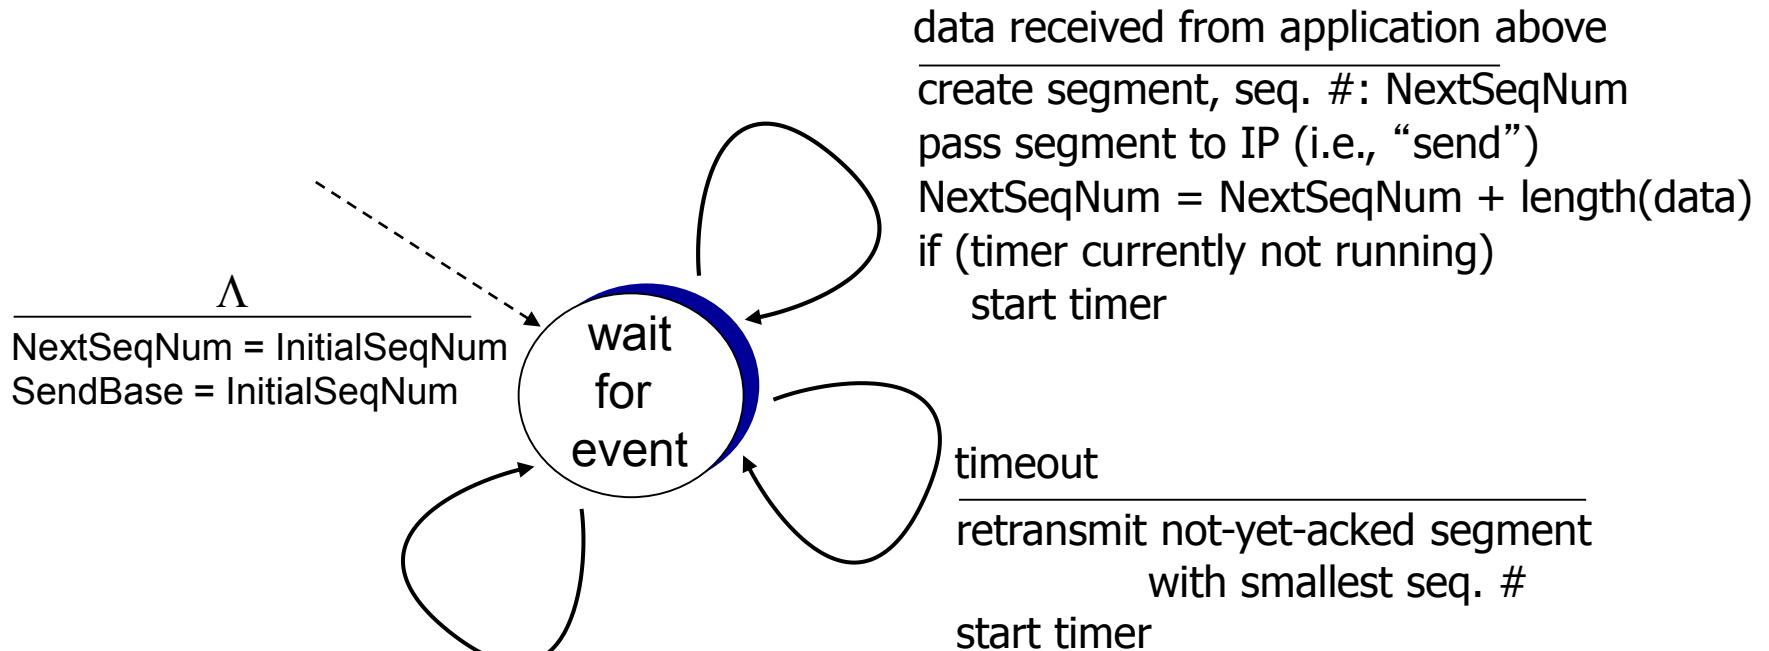 data received from application above
create segment, seq. #: NextSeqNum
pass segment to IP (i.e., “send”)
NextSeqNum = NextSeqNum + length(data)
if (timer currently not running)
start timer
Λ
NextSeqNum = InitialSeqNum
SendBase = InitialSeqNum
wait
for
event
timeout
retransmit not-yet-acked segment
with smallest seq. #
start timer